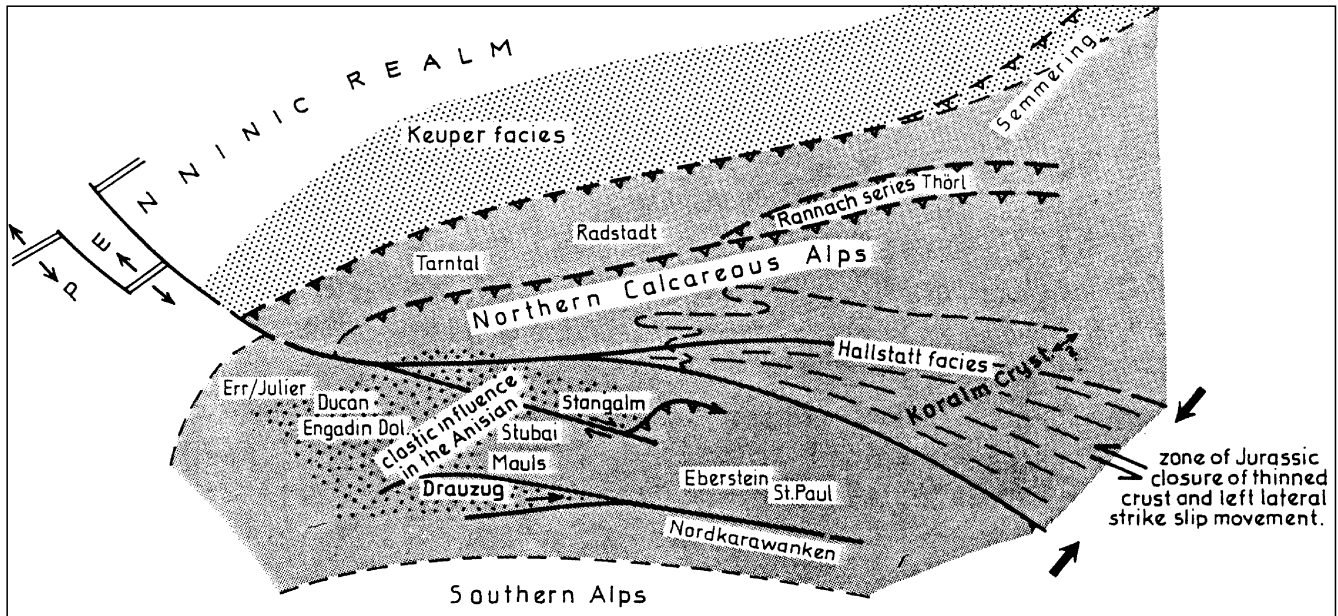 PENNINIC REALM
Keuper facies
Semmering
Rannach series Thörl
Radstadt
Tarntal
Northern Calcareous Alps
Hallstatt facies
Koralm Cryst.
?
Err/Julier
Ducan
Engadin Dol.
clastic influence
in the Anisian
Stangalm
Stubai
Mauls
Drauzug
Eberstein
St.Paul
Nordkarawanken
zone of Jurassic
closure of thinned
crust and left lateral
strike slip movement.
Southern Alps